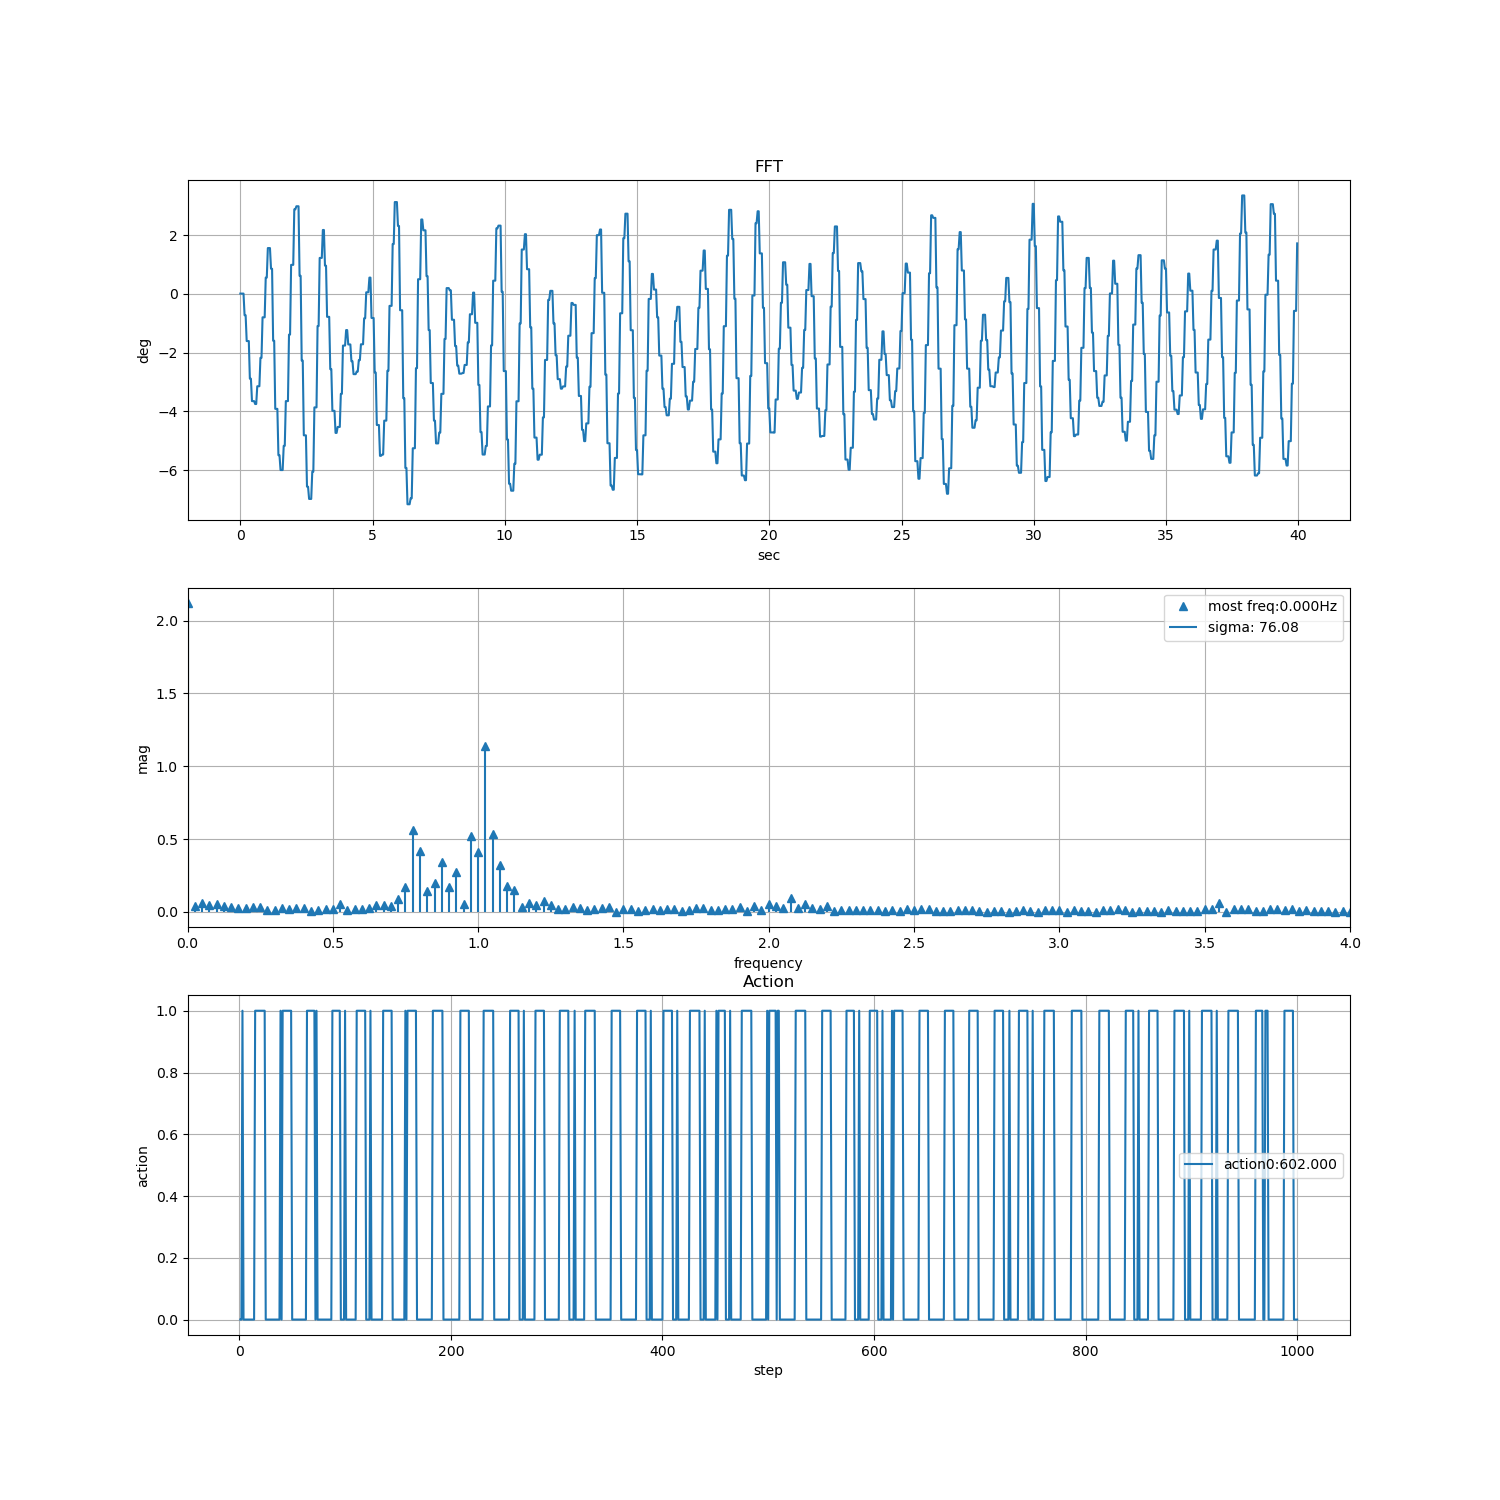 FFT
2
0
−2
−4
−6
deg
0 5 10 15 20 25 30 35 40
sec
2.0
1.5
1.0
0.5
0.0
mag
most freq:0.000Hz
sigma: 76.08
0.0 0.5 1.0 1.5 2.0 2.5 3.0 3.5 4.0
frequency
Action
1.0
0.8
0.6
0.4
0.2
0.0
action
action0:602.000
0 200 400 600 800 1000
step